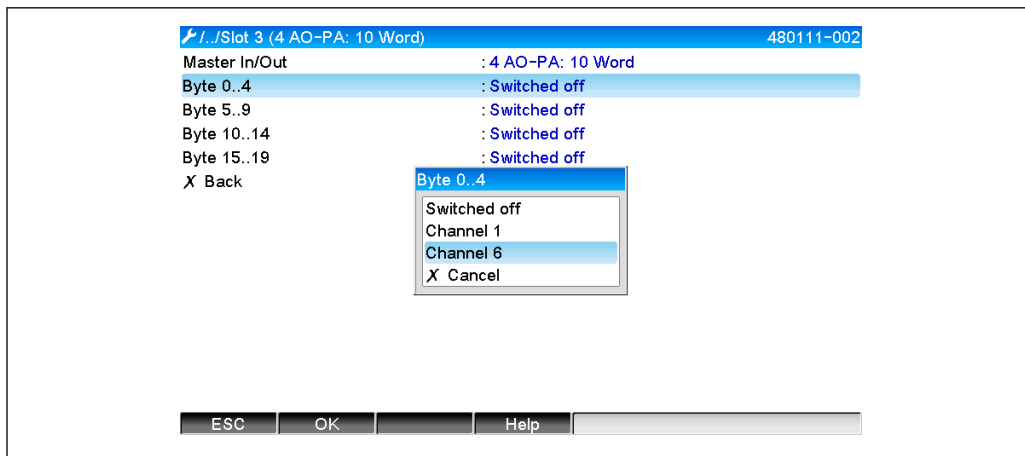 /../Slot 3 (4 AO-PA: 10 Word) 480111-002
Master In/Out : 4 AO-PA: 10 Word
Byte 0..4 : Switched off
Byte 5..9 : Switched off
Byte 10..14 : Switched off
Byte 15..19 : Switched off
X Back
Byte 0..4
Switched off
Channel 1
Channel 6
X Cancel
ESC OK Help